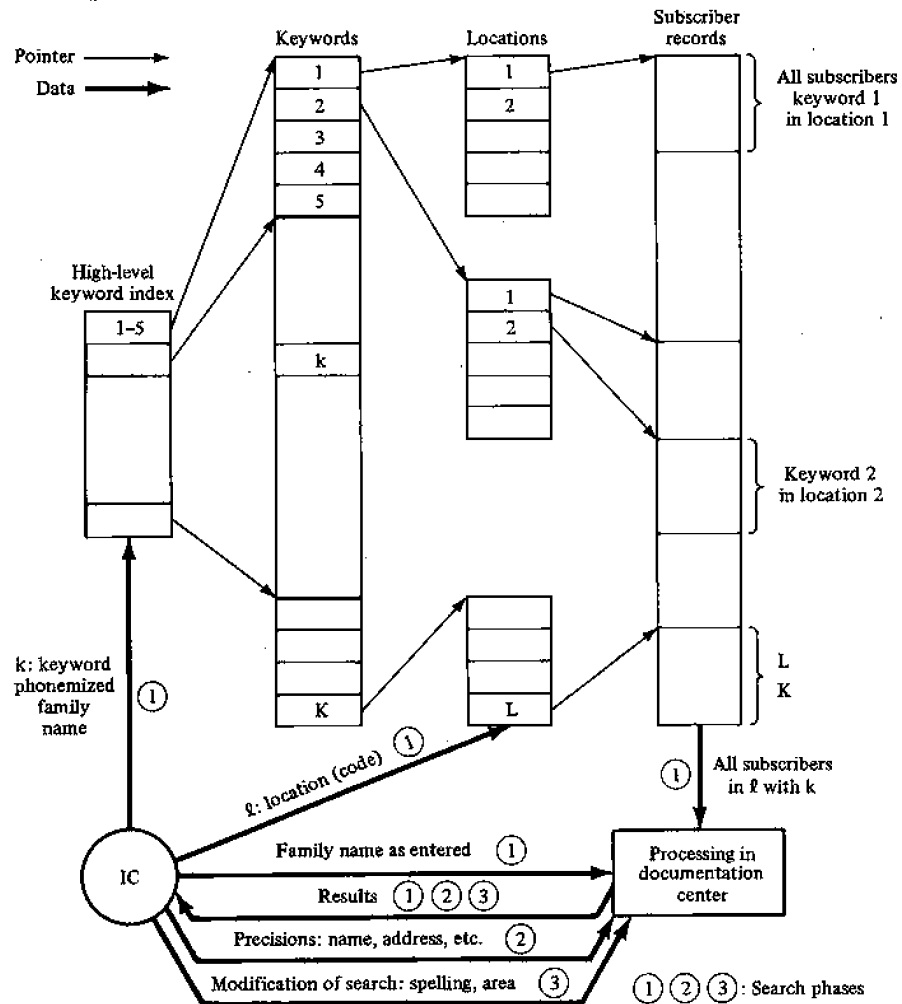 Pointer
Data
Keywords
1
2
3
4
5
k
K
Locations
1
2
1
2
L
Subscriber
records
All subscribers
keyword 1
in location 1
Keyword 2
in location 2
L
K
High-level
keyword index
1–5
k: keyword
phonemized
family
name
1
ℓ: location (code) 1
1 All subscribers
in ℓ with k
IC
Family name as entered 1
Results 1 2 3
Precisions: name, address, etc. 2
Modification of search: spelling, area 3
Processing in
documentation
center
1 2 3 : Search phases